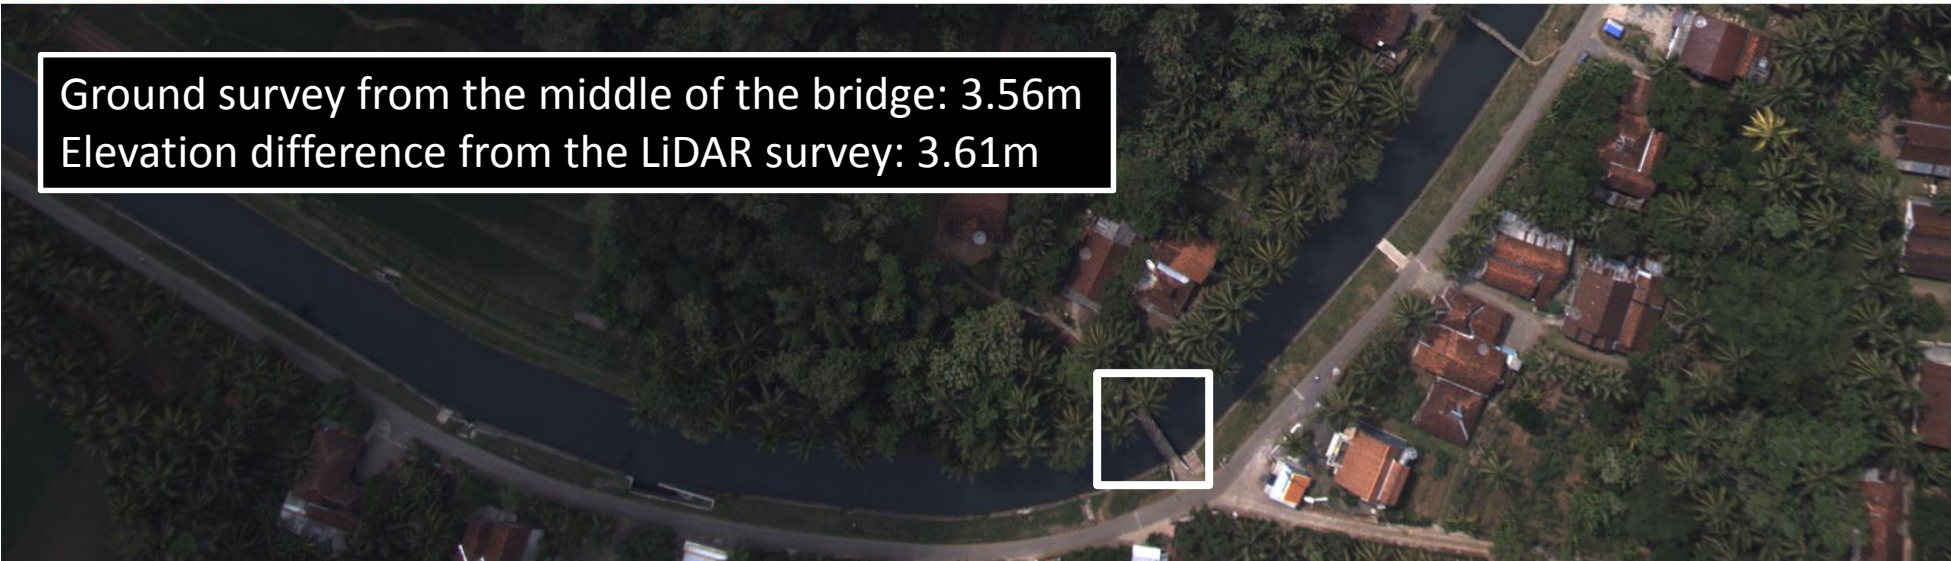 Ground survey from the middle of the bridge: 3.56m
Elevation difference from the LiDAR survey: 3.61m